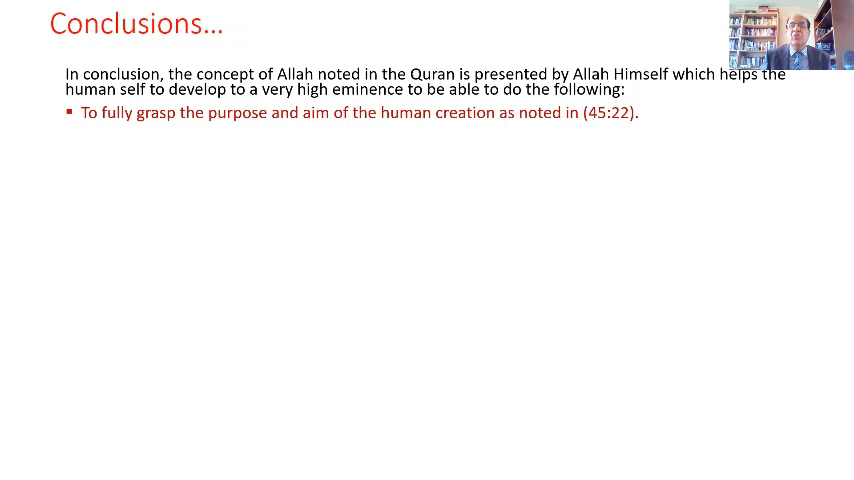 Conclusions...
In conclusion, the concept of Allah noted in the Quran is presented by Allah Himself which helps the
human self to develop to a very high eminence to be able to do the following:
▪ To fully grasp the purpose and aim of the human creation as noted in (45:22).